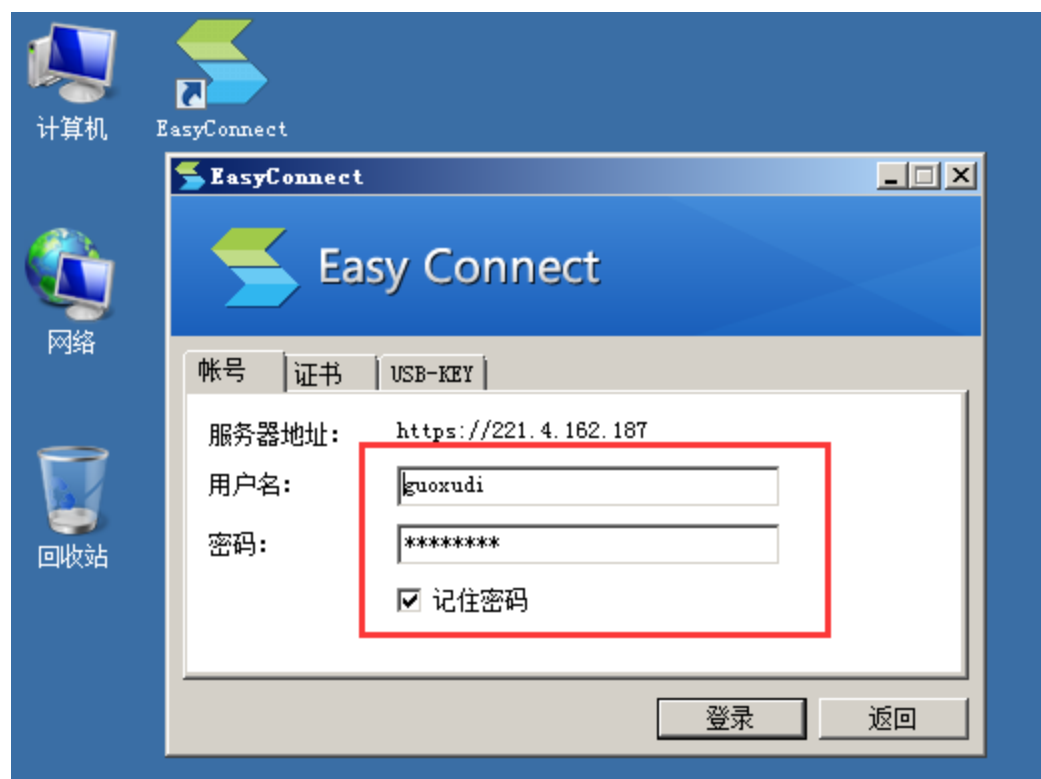 计算机
EasyConnect
EasyConnect
Easy Connect
网络
帐号 证书 USB-KEY
服务器地址: https://221.4.162.187
用户名: guoxudi
密码: ********
记住密码
回收站
登录 返回